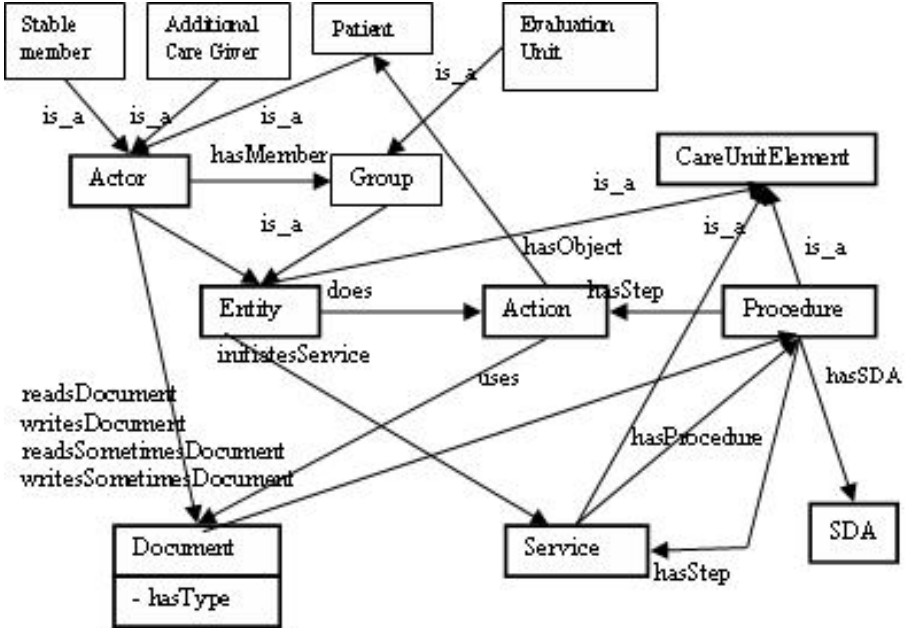 Stable
member
Additional
Care Giver
Patient
Evaluation
Unit
is_a
is_a
is_a
is_a
Actor
hasMember
Group
CareUnitElement
is_a
is_a
is_a
is_a
hasObject
Entity
does
Action
hasStep
Procedure
initiatesService
uses
hasSDA
readsDocument
writesDocument
readsSometimesDocument
writesSometimesDocument
hasProcedure
Document
- hasType
Service
hasStep
SDA